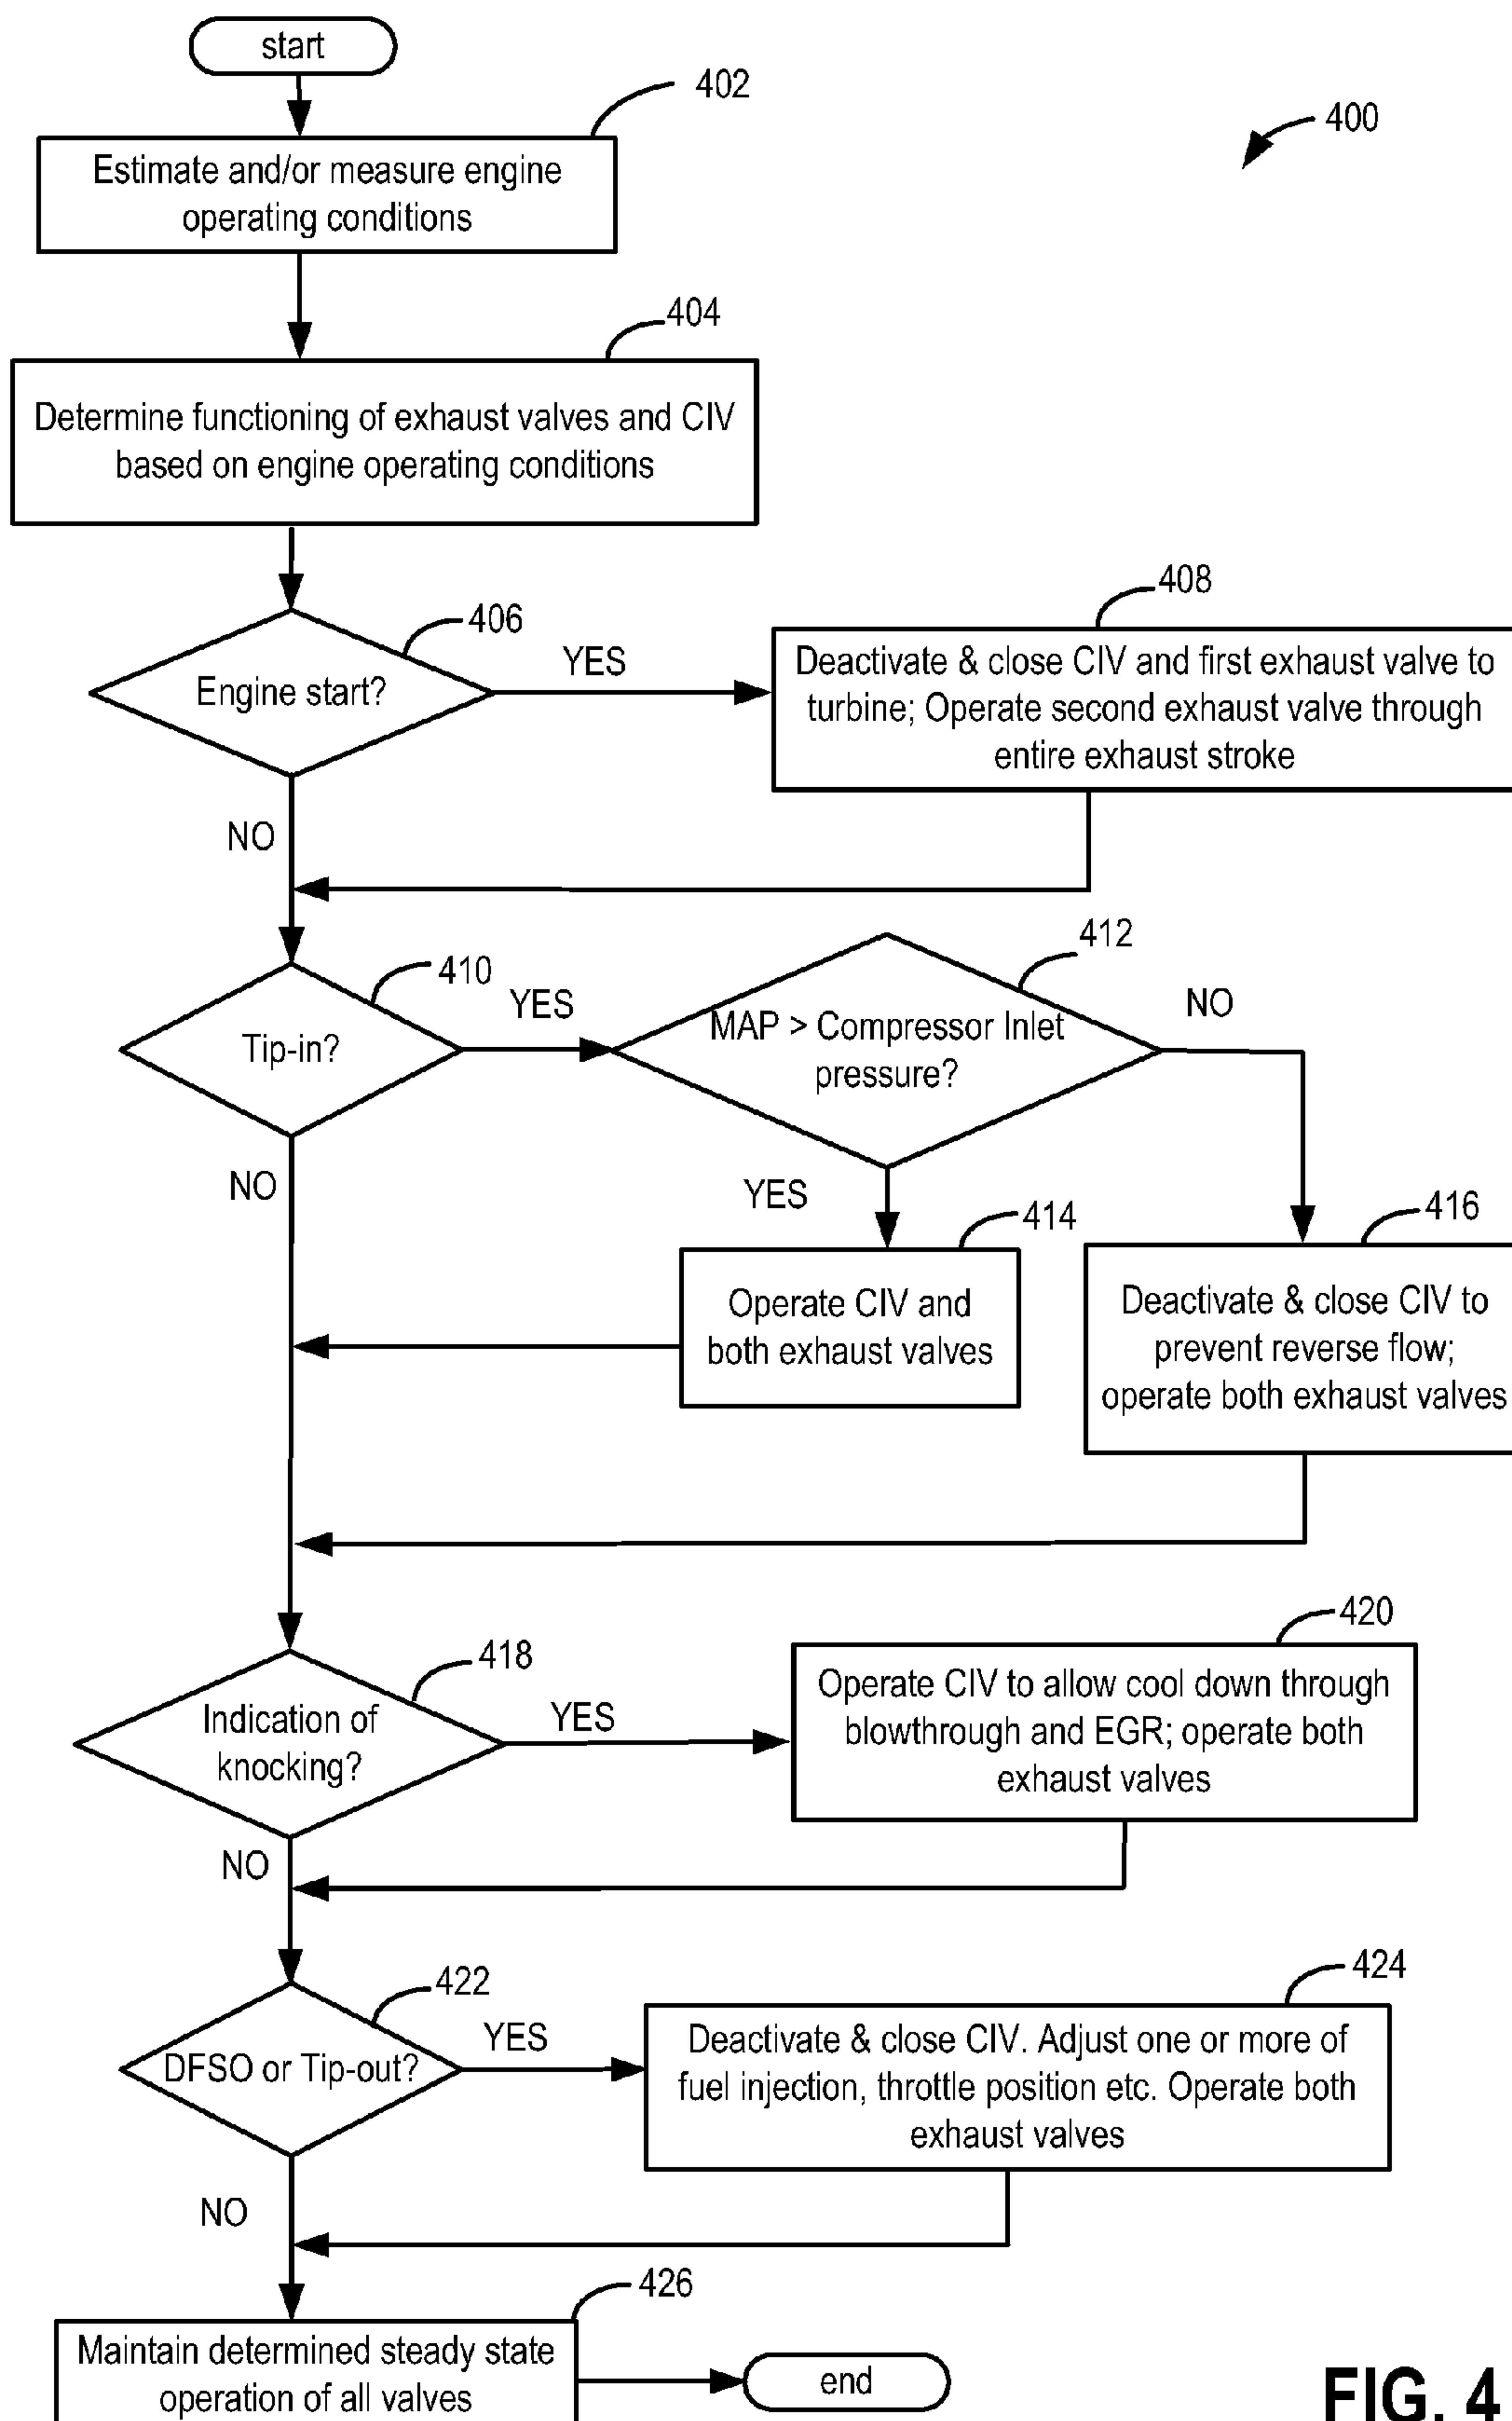 start
402
400
Estimate and/or measure engine
operating conditions
404
Determine functioning of exhaust valves and CIV
based on engine operating conditions
406
Engine start?
YES
408
Deactivate & close CIV and first exhaust valve to
turbine; Operate second exhaust valve through
entire exhaust stroke
NO
410
Tip-in?
YES
412
MAP > Compressor Inlet
pressure?
NO
NO
YES
414
Operate CIV and
both exhaust valves
416
Deactivate & close CIV to
prevent reverse flow;
operate both exhaust valves
418
Indication of
knocking?
YES
420
Operate CIV to allow cool down through
blowthrough and EGR; operate both
exhaust valves
NO
422
DFSO or Tip-out?
YES
424
Deactivate & close CIV. Adjust one or more of
fuel injection, throttle position etc. Operate both
exhaust valves
NO
426
Maintain determined steady state
operation of all valves
end
FIG. 4